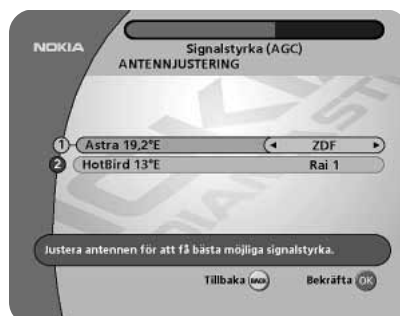 NOKIA
Signalstyrka (AGC)
ANTENNJUSTERING
1 Astra 19,2°E ZDF
2 HotBird 13°E Rai 1
Justera antennen för att få bästa möjliga signalstyrka.
Tillbaka BACK Bekräfta OK